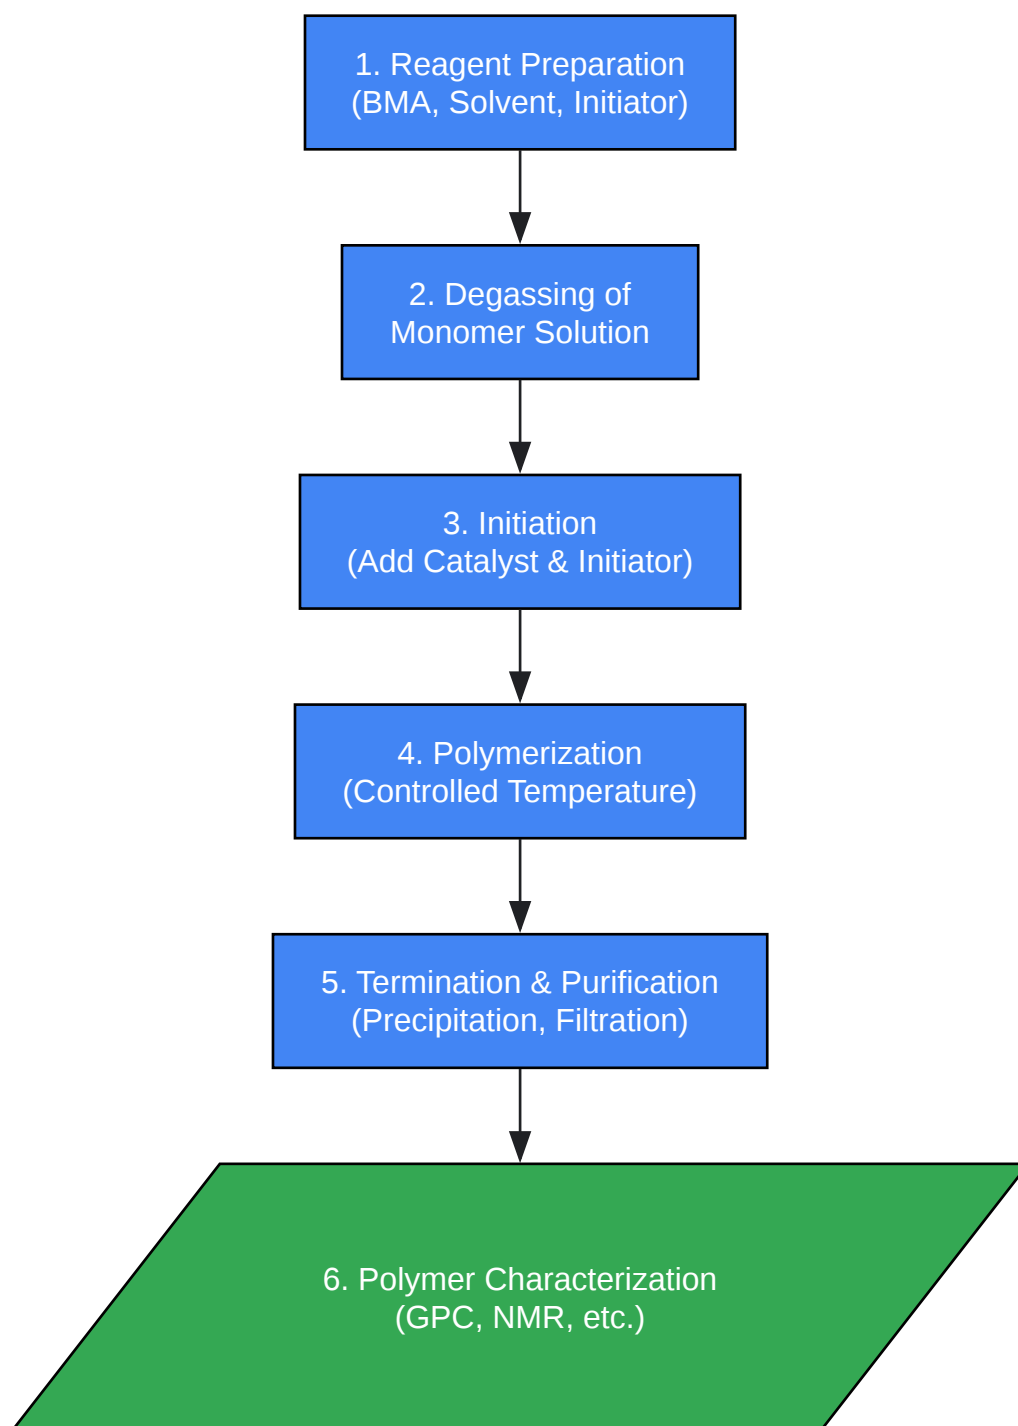 1. Reagent Preparation
(BMA, Solvent, Initiator)
2. Degassing of
Monomer Solution
3. Initiation
(Add Catalyst & Initiator)
4. Polymerization
(Controlled Temperature)
5. Termination & Purification
(Precipitation, Filtration)
6. Polymer Characterization
(GPC, NMR, etc.)